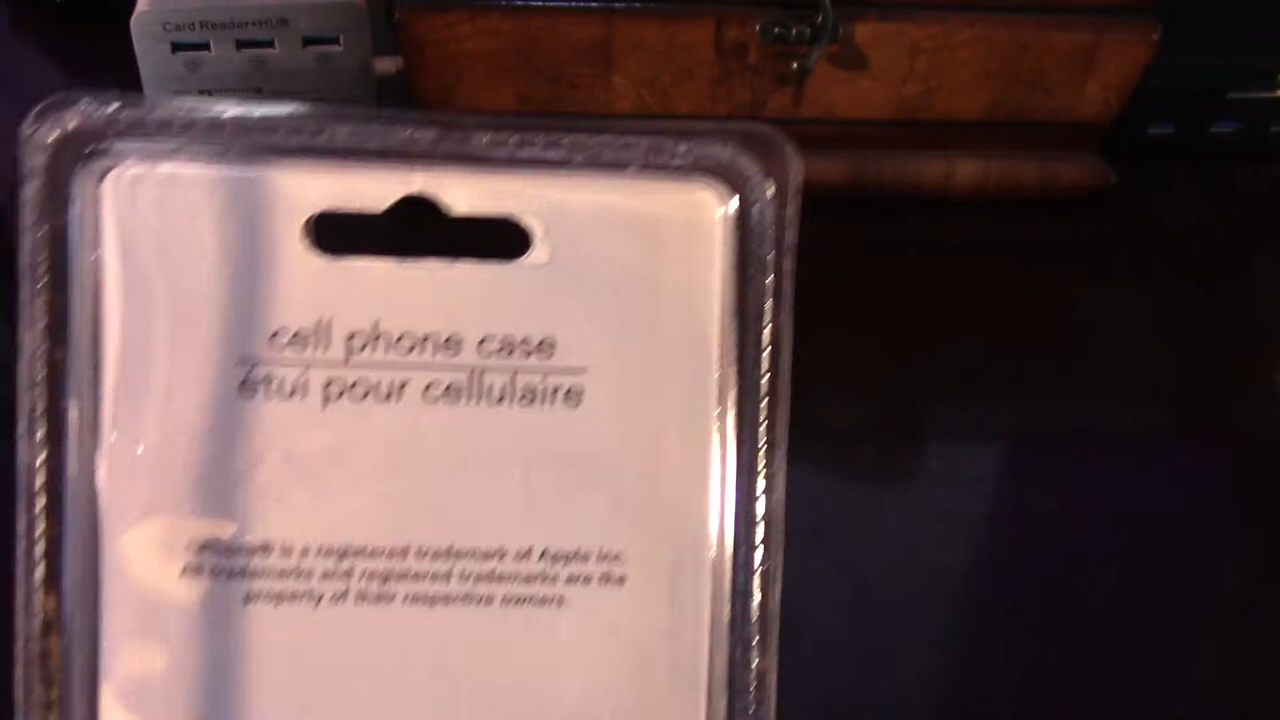 Card Reader+HUB
cell phone case
étui pour cellulaire
is a registered trademark of Apple Inc.
All trademarks and registered trademarks are the
property of their respective owners.